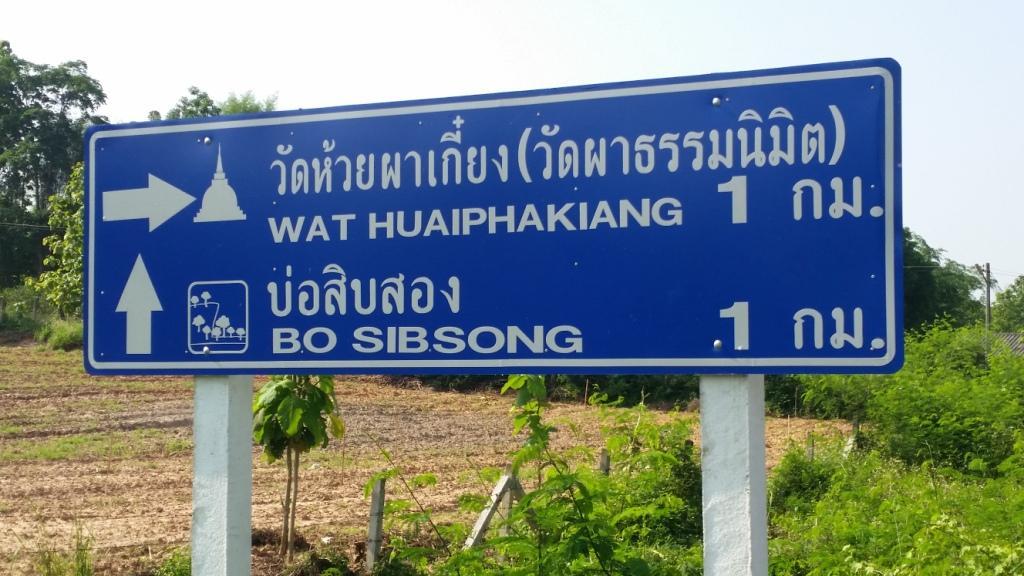 วัดห้วยผาเกี๋ยง(วัดผาธรรมนิมิต)
WAT HUAIPHAKIANG 1 กม.
บ่อสิบสอง
BO SIBSONG 1 กม.